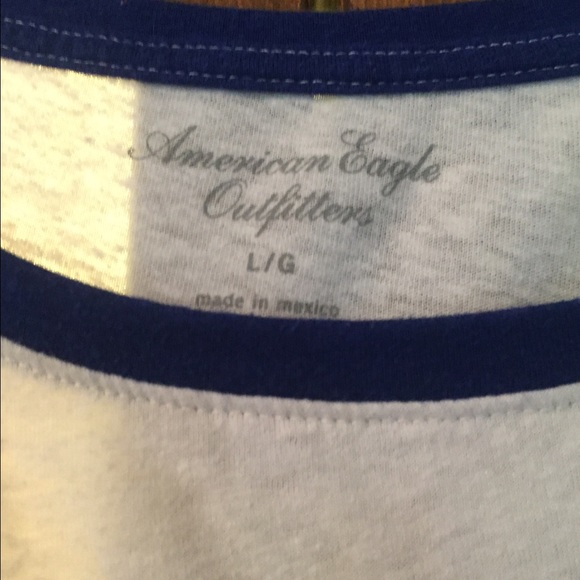 American Eagle
Outfitters
L/G
made in mexico